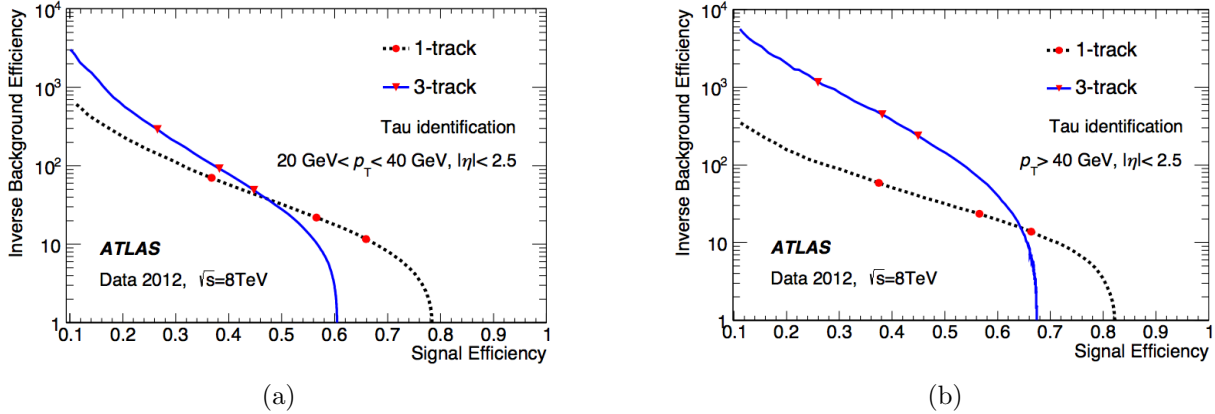 Inverse Background Efficiency
10⁴
10³
10²
10
1
1-track
3-track
Tau identification
20 GeV< pT < 40 GeV, |η|< 2.5
ATLAS
Data 2012, √s=8TeV
0.1 0.2 0.3 0.4 0.5 0.6 0.7 0.8 0.9 1
Signal Efficiency
(a)
Inverse Background Efficiency
10⁴
10³
10²
10
1
1-track
3-track
Tau identification
pT> 40 GeV, |η|< 2.5
ATLAS
Data 2012, √s=8TeV
0.1 0.2 0.3 0.4 0.5 0.6 0.7 0.8 0.9 1
Signal Efficiency
(b)